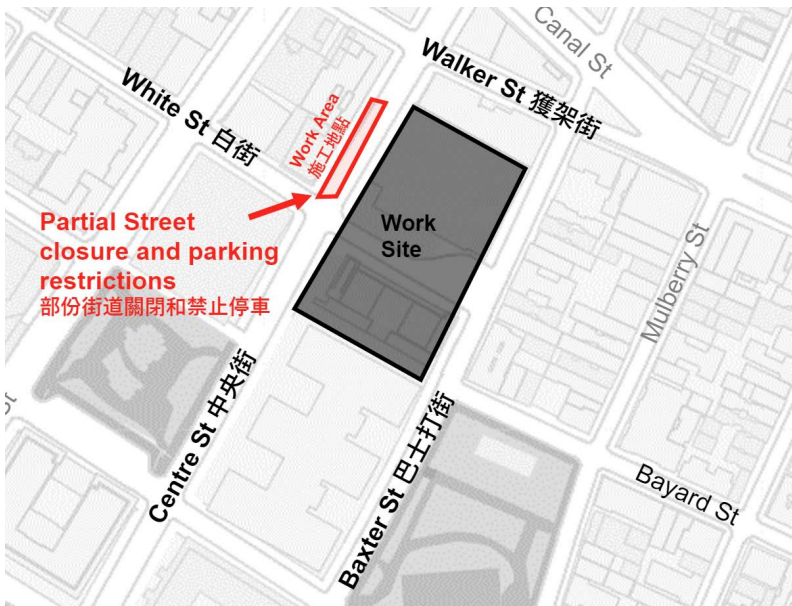 Canal St
Walker St 獲架街
White St 白街
Work Area
施工地點
Partial Street
closure and parking
restrictions
部份街道關閉和禁止停車
Work
Site
Mulberry St
St
Centre St 中央街
Baxter St 巴士打街
Bayard St